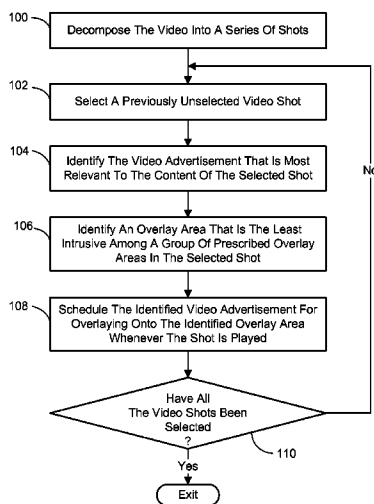 100
Decompose The Video Into A Series Of Shots
102
Select A Previously Unselected Video Shot
104
Identify The Video Advertisement That Is Most
Relevant To The Content Of The Selected Shot
No
106
Identify An Overlay Area That Is The Least
Intrusive Among A Group Of Prescribed Overlay
Areas In The Selected Shot
108
Schedule The Identified Video Advertisement For
Overlaying Onto The Identified Overlay Area
Whenever The Shot Is Played
Have All
The Video Shots Been
Selected
?
110
Yes
Exit